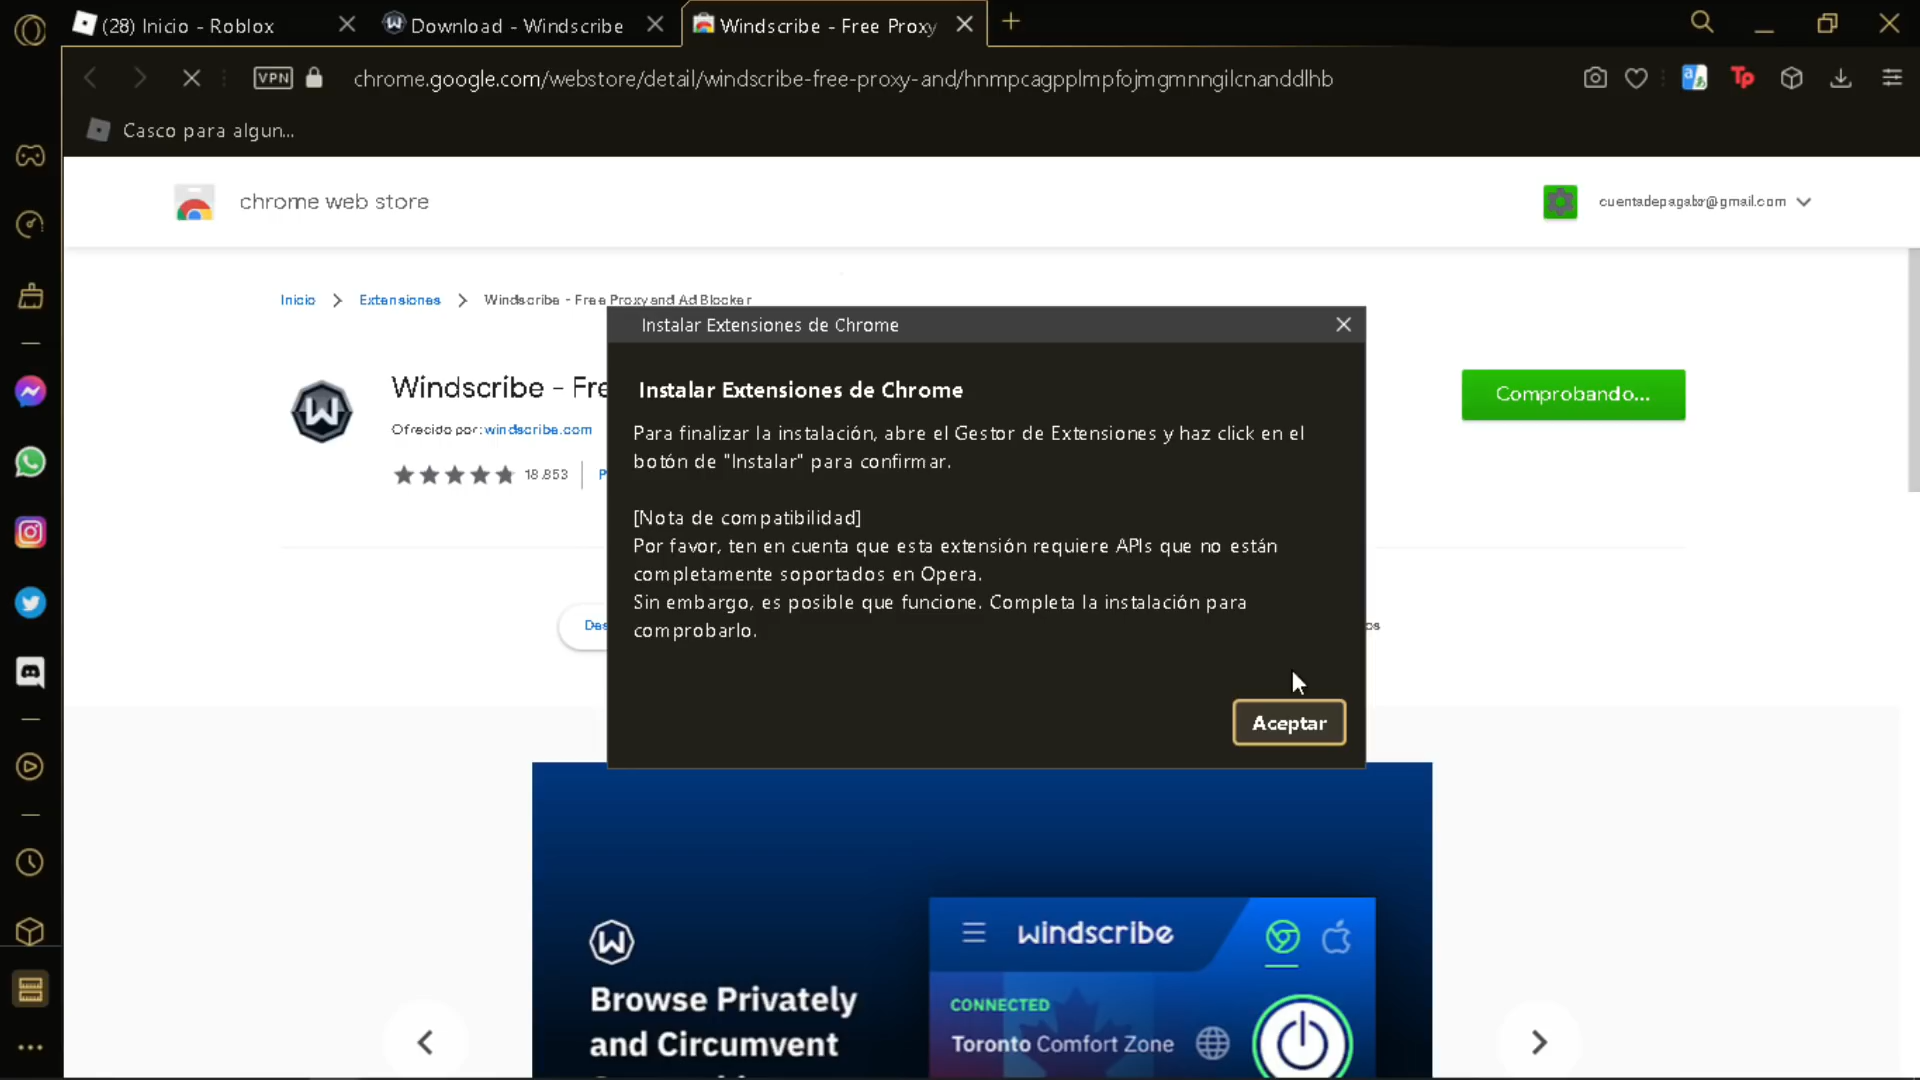 (28) Inicio - Roblox
Download - Windscribe
Windscribe - Free Proxy
VPN
chrome.google.com/webstore/detail/windscribe-free-proxy-and/hnmpcagpplmpfojmgmnngilcnanddlhb
Casco para algun...
chrome web store
cuentadepagabr@gmail.com
Inicio
Extensiones
Windscribe - Free Proxy and Ad Blocker
Instalar Extensiones de Chrome
Windscribe - Fre
Instalar Extensiones de Chrome
Comprobando...
Ofrecido por: windscribe.com
Para finalizar la instalación, abre el Gestor de Extensiones y haz click en el
botón de "Instalar" para confirmar.
18.853
P
[Nota de compatibilidad]
Por favor, ten en cuenta que esta extensión requiere APIs que no están
completamente soportados en Opera.
Sin embargo, es posible que funcione. Completa la instalación para
comprobarlo.
Des
os
Aceptar
windscribe
Browse Privately
and Circumvent
CONNECTED
Toronto Comfort Zone